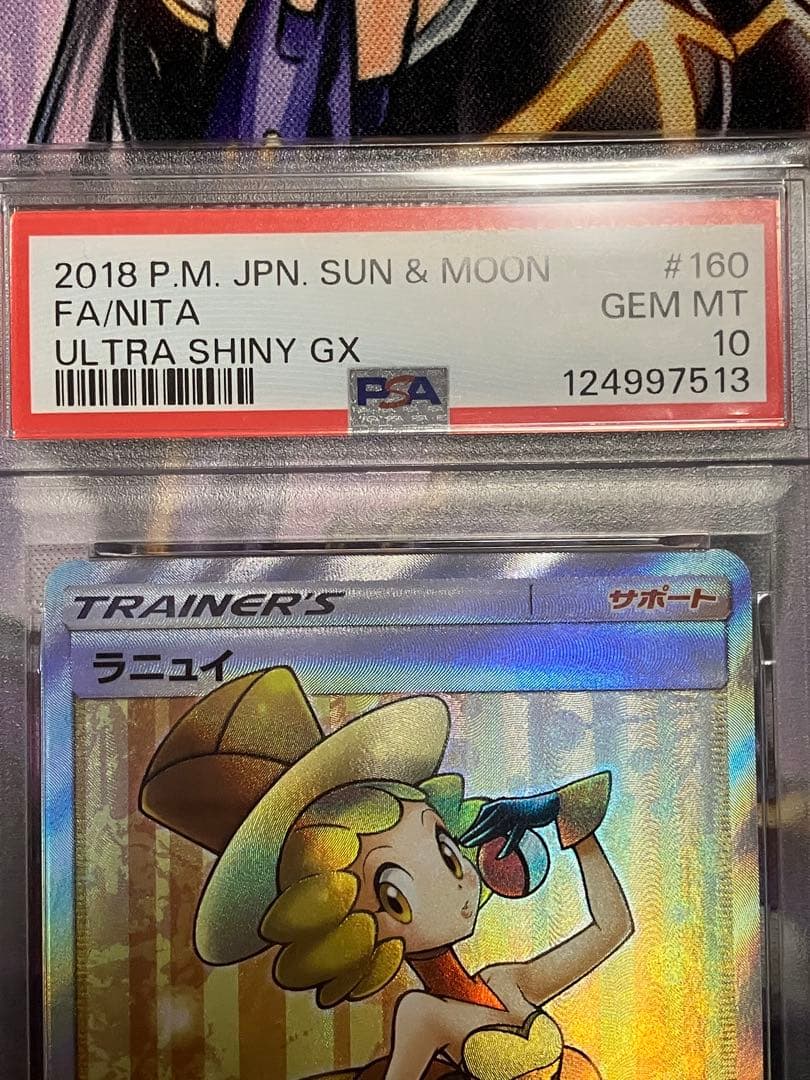 2018 P.M. JPN. SUN & MOON #160
FA/NITA GEM MT
ULTRA SHINY GX 10
PSA 124997513
TRAINER'S サポート
ラニュイ